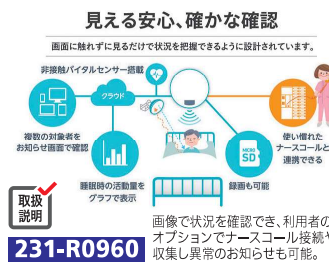 見える安心、確かな確認
画面に触れずに見るだけで状況を把握できるように設計されています。
非接触バイタルセンサー搭載
クラウド
複数の対象者を
お知らせ画面で確認
睡眠時の活動量を
グラフで表示
MICRO
SD
録画も可能
使い慣れた
ナースコールと
連携できる
取扱
説明
231-R0960
画像で状況を確認でき、利用者の
オプションでナースコール接続や
収集し異常のお知らせも可能。